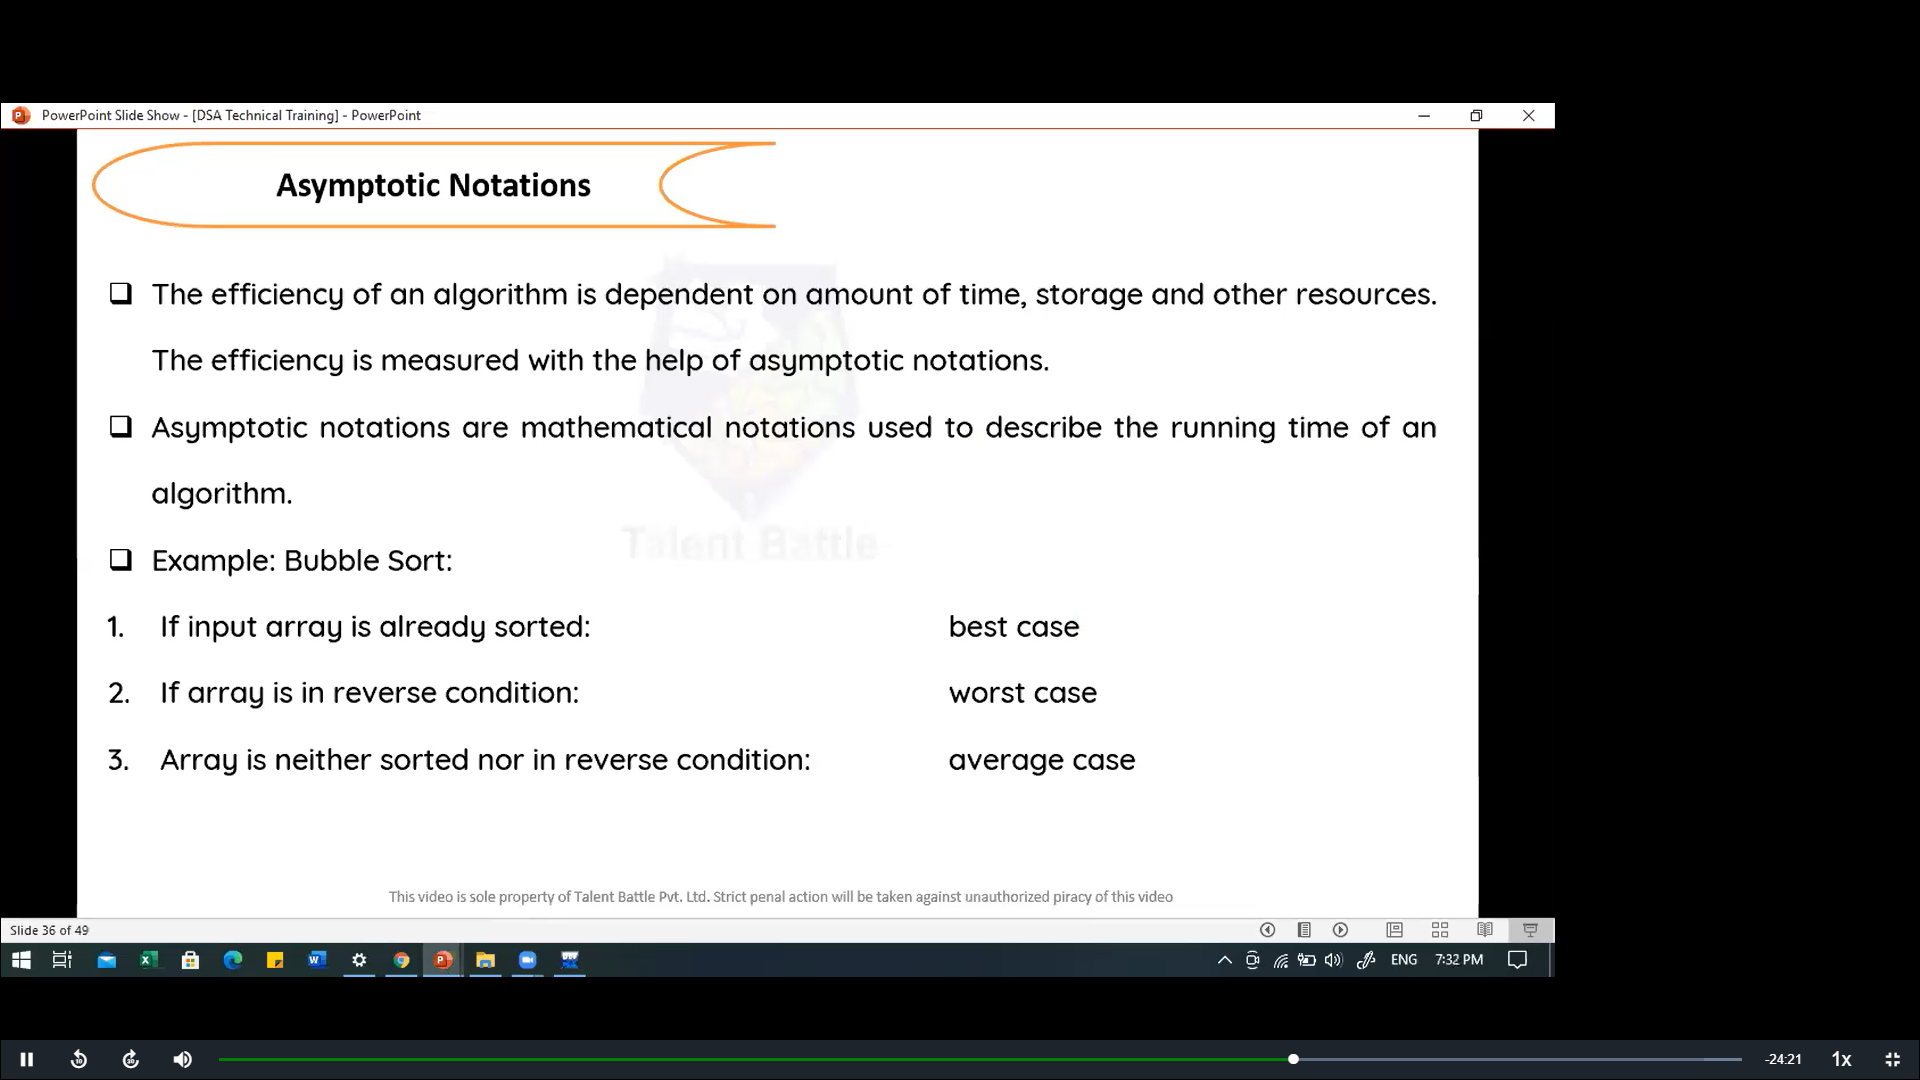 PowerPoint Slide Show - [DSA Technical Training] - PowerPoint
Asymptotic Notations
The efficiency of an algorithm is dependent on amount of time, storage and other resources.
The efficiency is measured with the help of asymptotic notations.
Asymptotic notations are mathematical notations used to describe the running time of an
algorithm.
Talent Battle
Example: Bubble Sort:
1. If input array is already sorted: best case
2. If array is in reverse condition: worst case
3. Array is neither sorted nor in reverse condition: average case
This video is sole property of Talent Battle Pvt. Ltd. Strict penal action will be taken against unauthorized piracy of this video
Slide 36 of 49
ENG 7:32 PM
-24:21 1x